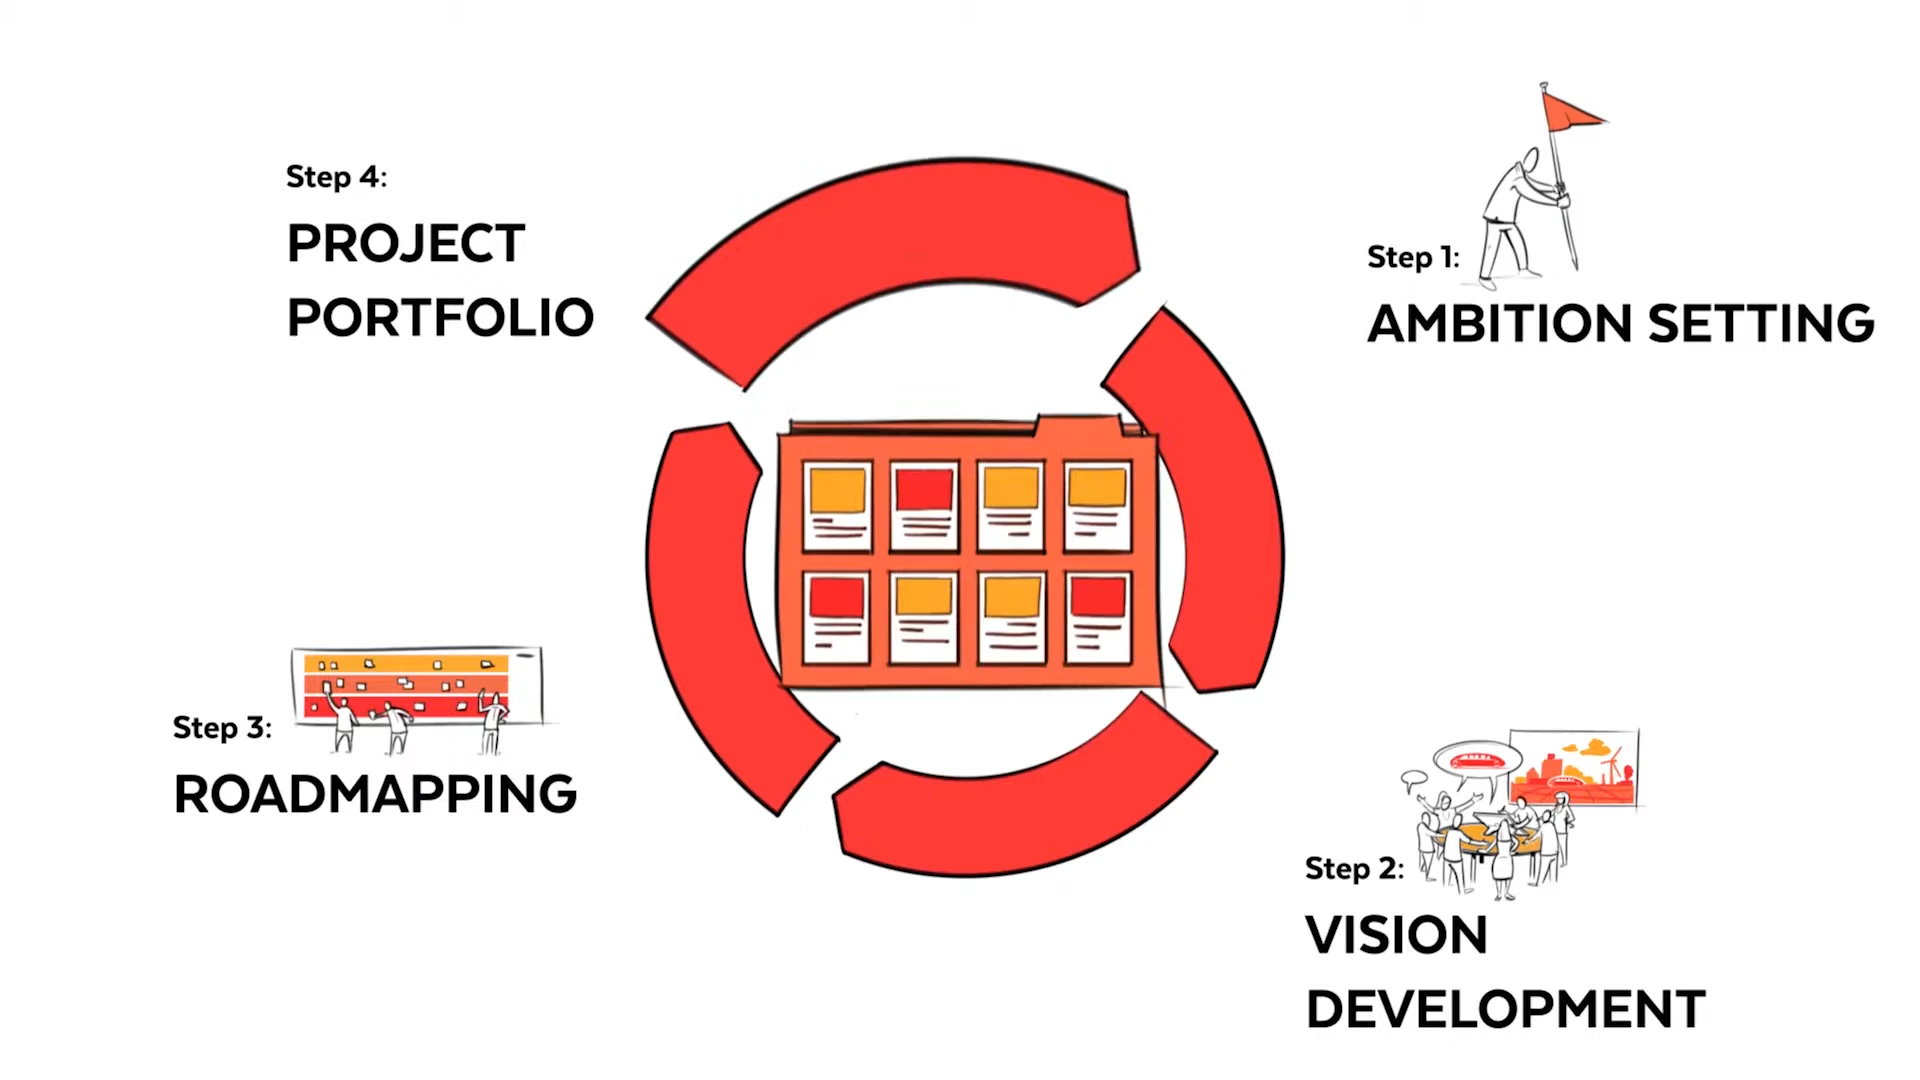 Step 1:
AMBITION SETTING
Step 2:
VISION
DEVELOPMENT
Step 3:
ROADMAPPING
Step 4:
PROJECT
PORTFOLIO